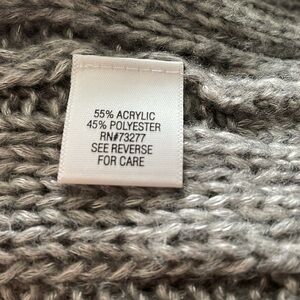 55% ACRYLIC
45% POLYESTER
RN#73277
SEE REVERSE
FOR CARE